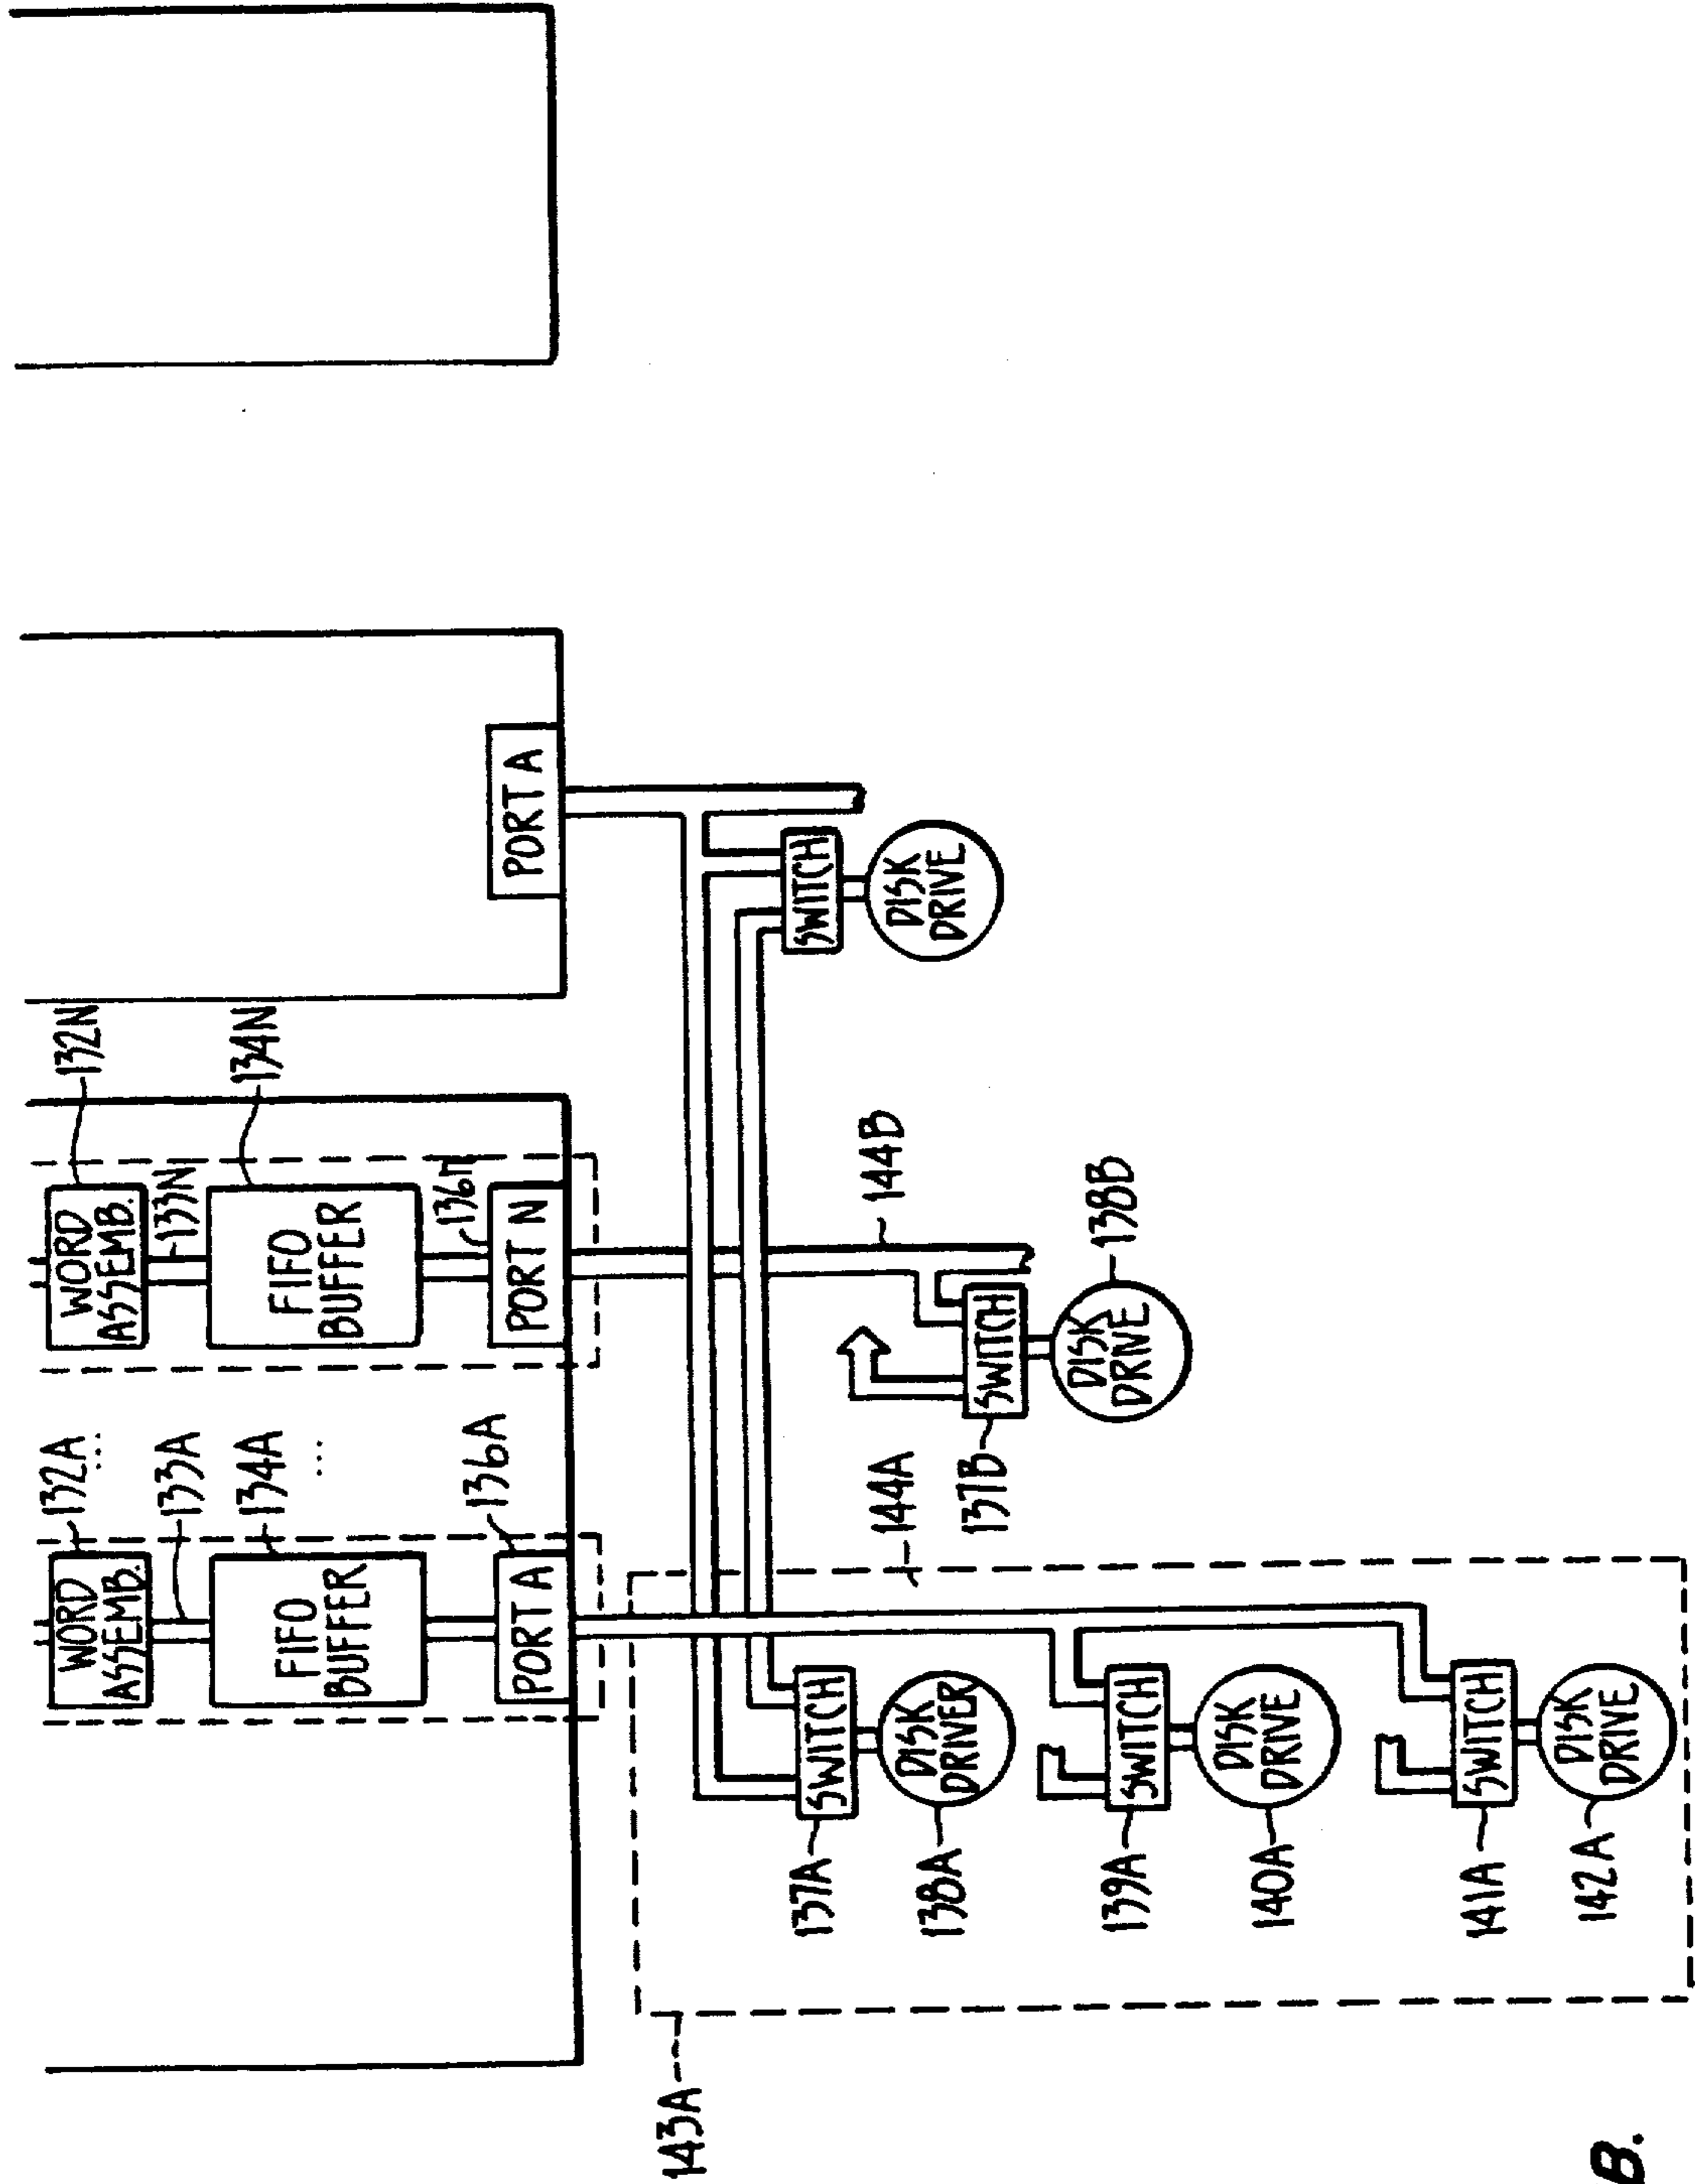 132N
134N
WORD
ASSEMB.
133N
FIFO
BUFFER
136N
PORT N
132A
...
133A
134A
...
136A
WORD
ASSEMB.
FIFO
BUFFER
PORT A
PORT A
SWITCH
DISK
DRIVE
144B
SWITCH
137B
DISK
DRIVE
138B
144A
143A
SWITCH
137A
DISK
DRIVER
138A
SWITCH
139A
DISK
DRIVE
140A
SWITCH
141A
DISK
DRIVE
142A
B.